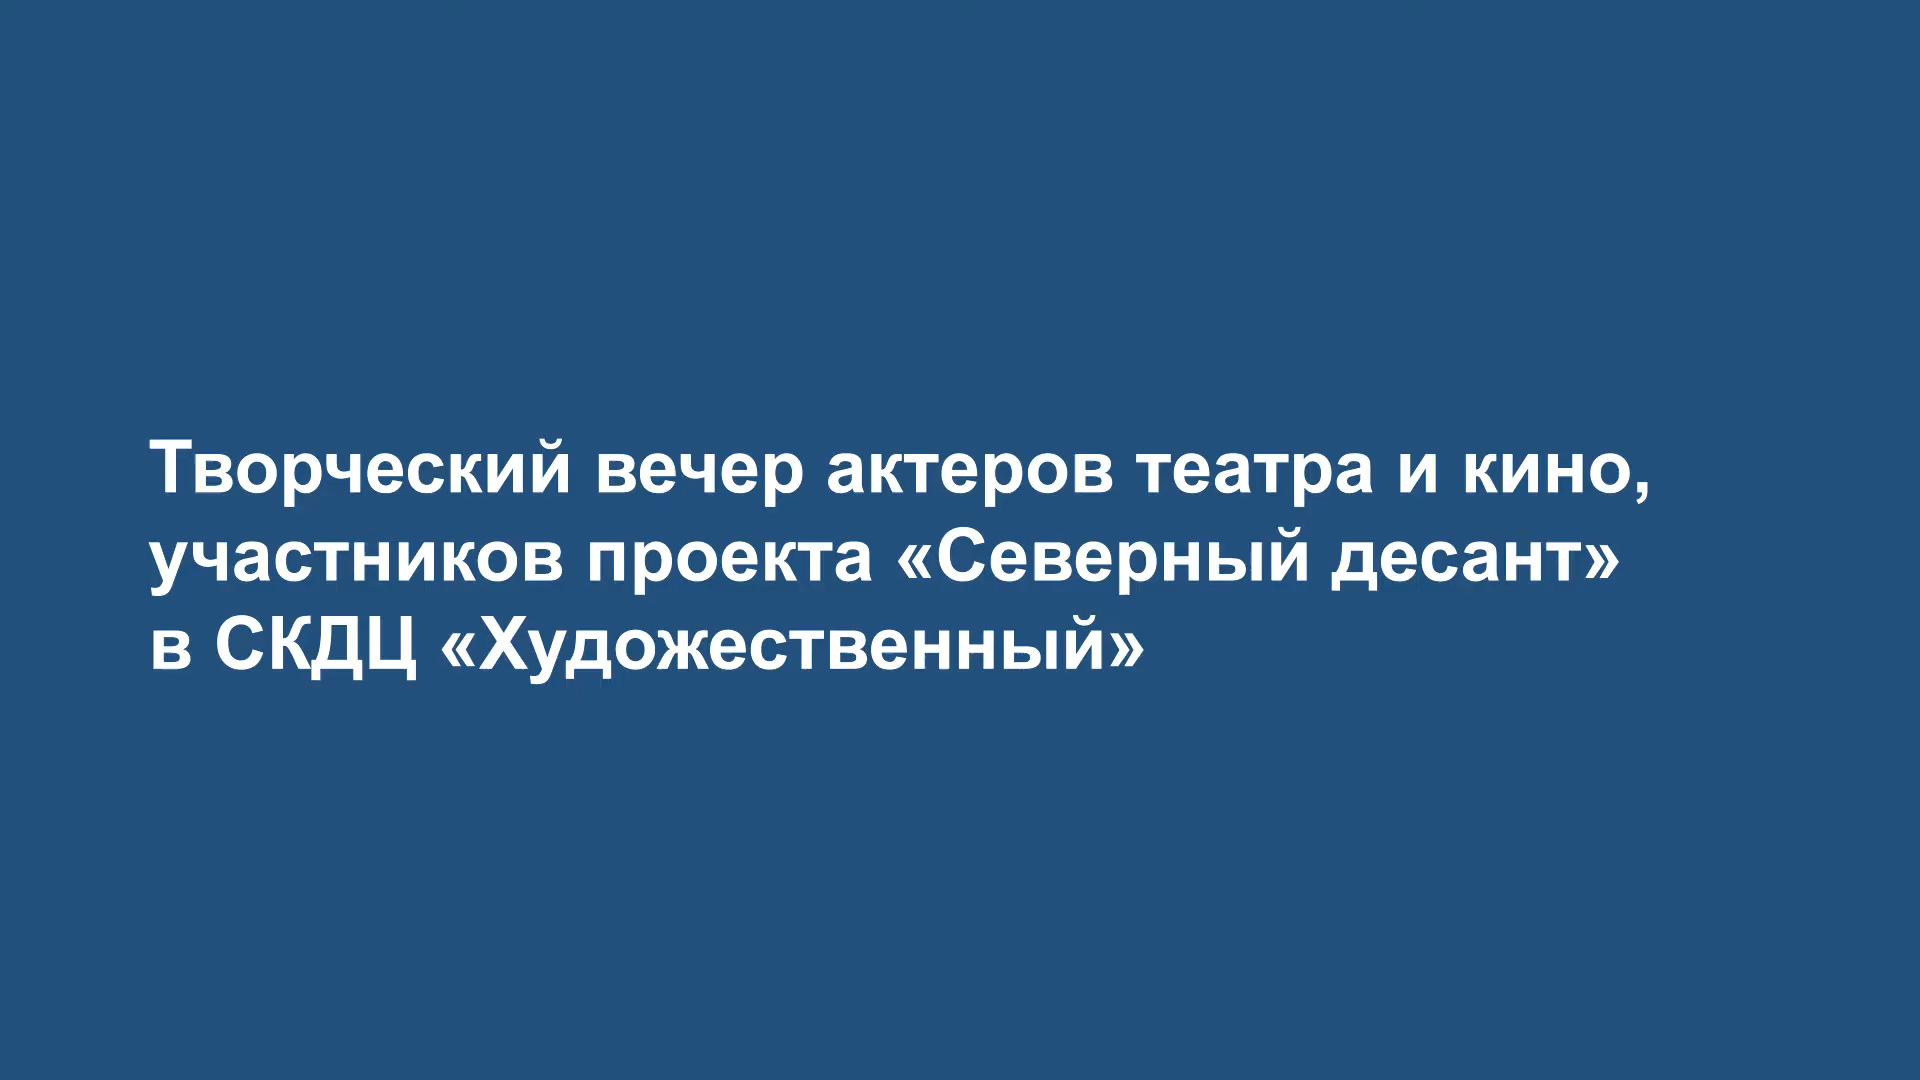 Творческий вечер актеров театра и кино,
участников проекта «Северный десант»
в СКДЦ «Художественный»